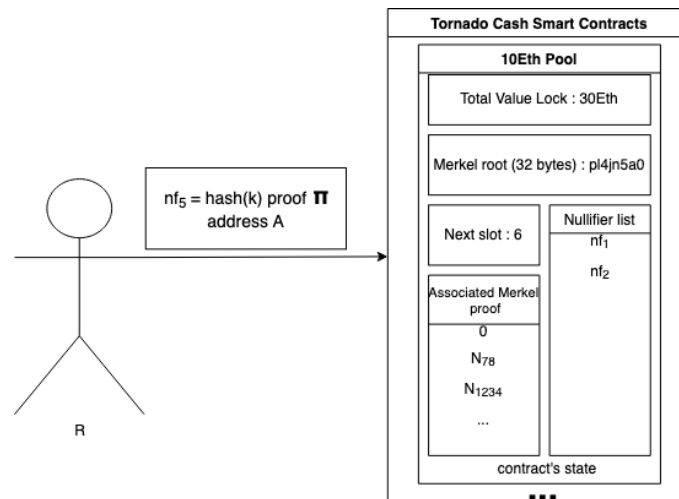 Tornado Cash Smart Contracts
10Eth Pool
Total Value Lock : 30Eth
Merkel root (32 bytes) : pl4jn5a0
nf₅ = hash(k) proof 𝝅
address A
Next slot : 6
Nullifier list
nf₁
nf₂
Associated Merkel
proof
0
N₇₈
N₁₂₃₄
...
R
contract's state
...